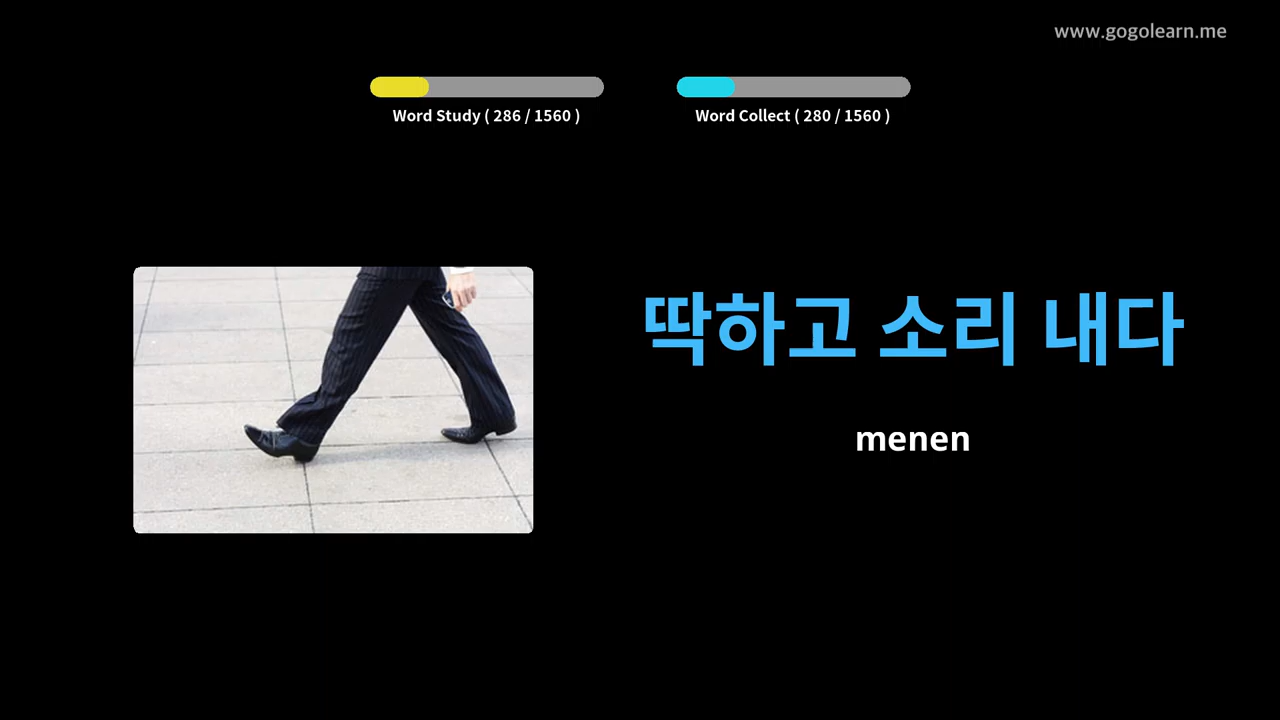 www.gogolearn.me
Word Study ( 286 / 1560 )
Word Collect ( 280 / 1560 )
딱하고 소리 내다
menen